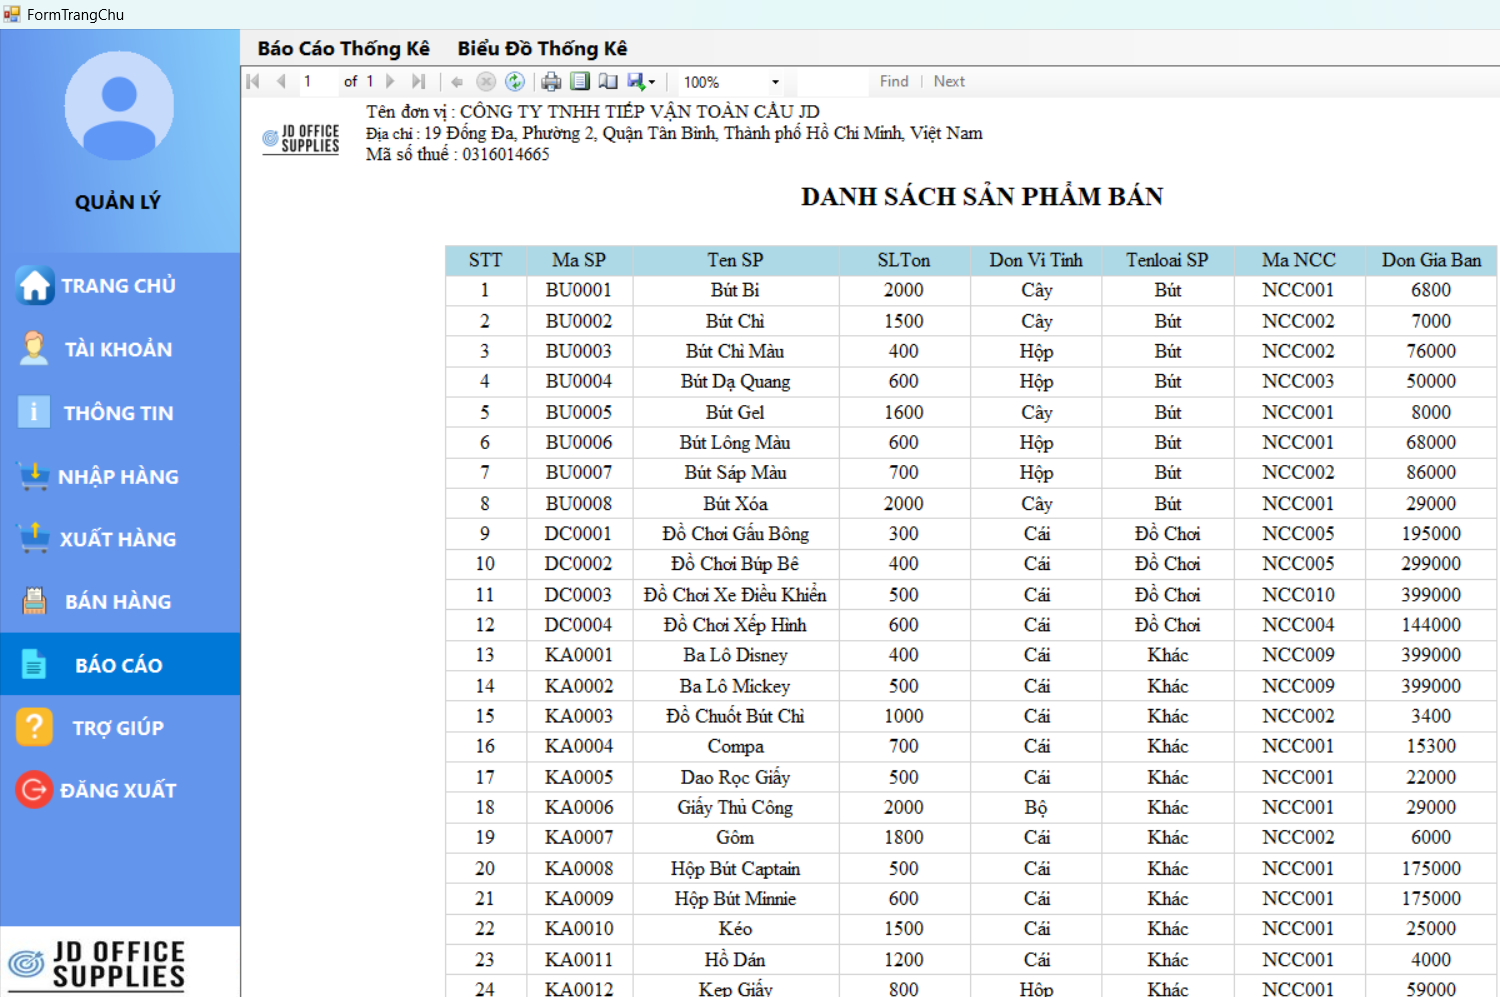 FormTrangChu
QUẢN LÝ
TRANG CHỦ
TÀI KHOẢN
THÔNG TIN
NHẬP HÀNG
XUẤT HÀNG
BÁN HÀNG
BÁO CÁO
TRỢ GIÚP
ĐĂNG XUẤT
JD OFFICE
SUPPLIES
Báo Cáo Thống Kê Biểu Đồ Thống Kê
1 of 1 100% Find | Next
JD OFFICE
SUPPLIES
Tên đơn vị : CÔNG TY TNHH TIẾP VẬN TOÀN CẦU JD
Địa chỉ : 19 Đống Đa, Phường 2, Quận Tân Bình, Thành phố Hồ Chí Minh, Việt Nam
Mã số thuế : 0316014665
DANH SÁCH SẢN PHẨM BÁN
STT Ma SP Ten SP SLTon Don Vi Tinh Tenloai SP Ma NCC Don Gia Ban
1 BU0001 Bút Bi 2000 Cây Bút NCC001 6800
2 BU0002 Bút Chì 1500 Cây Bút NCC002 7000
3 BU0003 Bút Chì Màu 400 Hộp Bút NCC002 76000
4 BU0004 Bút Dạ Quang 600 Hộp Bút NCC003 50000
5 BU0005 Bút Gel 1600 Cây Bút NCC001 8000
6 BU0006 Bút Lông Màu 600 Hộp Bút NCC001 68000
7 BU0007 Bút Sáp Màu 700 Hộp Bút NCC002 86000
8 BU0008 Bút Xóa 2000 Cây Bút NCC001 29000
9 DC0001 Đồ Chơi Gấu Bông 300 Cái Đồ Chơi NCC005 195000
10 DC0002 Đồ Chơi Búp Bê 400 Cái Đồ Chơi NCC005 299000
11 DC0003 Đồ Chơi Xe Điều Khiển 500 Cái Đồ Chơi NCC010 399000
12 DC0004 Đồ Chơi Xếp Hình 600 Cái Đồ Chơi NCC004 144000
13 KA0001 Ba Lô Disney 400 Cái Khác NCC009 399000
14 KA0002 Ba Lô Mickey 500 Cái Khác NCC009 399000
15 KA0003 Đồ Chuốt Bút Chì 1000 Cái Khác NCC002 3400
16 KA0004 Compa 700 Cái Khác NCC001 15300
17 KA0005 Dao Rọc Giấy 500 Cái Khác NCC001 22000
18 KA0006 Giấy Thủ Công 2000 Bộ Khác NCC001 29000
19 KA0007 Gôm 1800 Cái Khác NCC002 6000
20 KA0008 Hộp Bút Captain 500 Cái Khác NCC001 175000
21 KA0009 Hộp Bút Minnie 600 Cái Khác NCC001 175000
22 KA0010 Kéo 1500 Cái Khác NCC001 25000
23 KA0011 Hồ Dán 1200 Cái Khác NCC001 4000
24 KA0012 Kẹp Giấy 800 Hộp Khác NCC001 59000